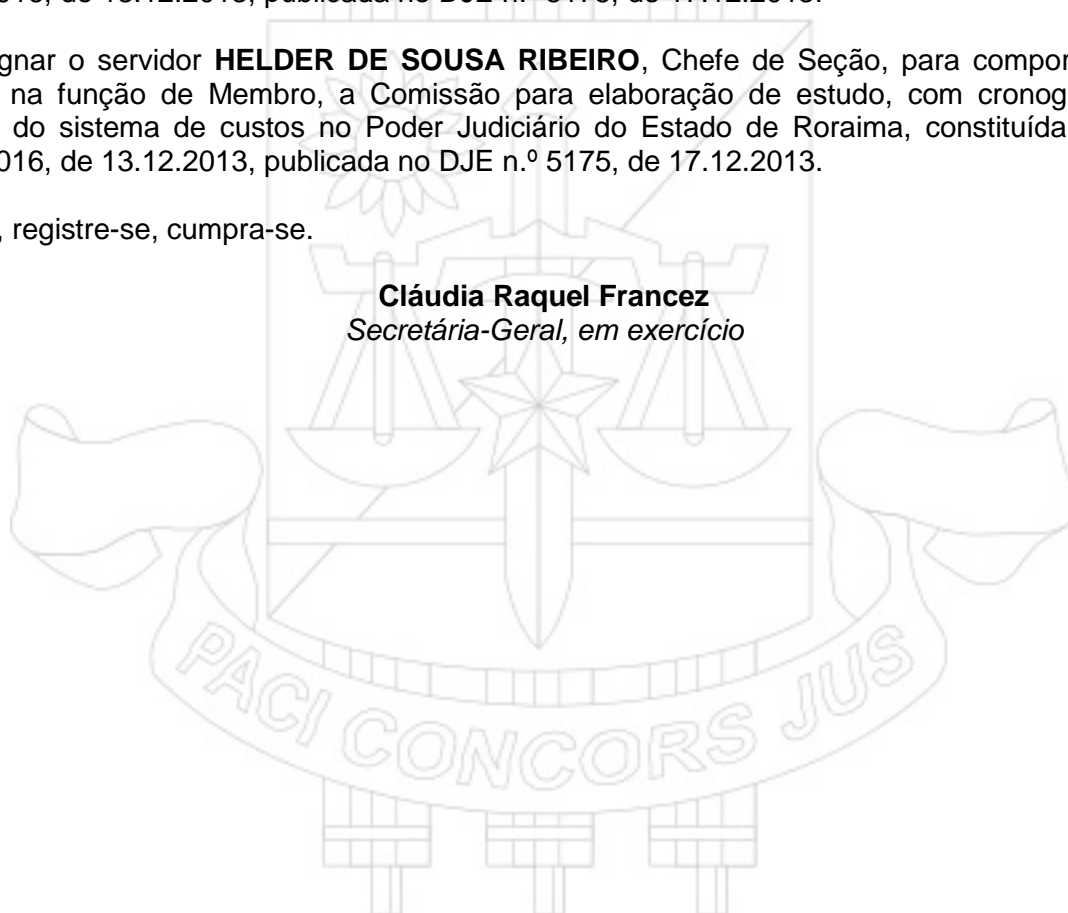 gnar o servidor HELDER DE SOUSA RIBEIRO, Chefe de Seção, para compor
na função de Membro, a Comissão para elaboração de estudo, com cronog
do sistema de custos no Poder Judiciário do Estado de Roraima, constituída
016, de 13.12.2013, publicada no DJE n.º 5175, de 17.12.2013.
, registre-se, cumpra-se.
Cláudia Raquel Francez
Secretária-Geral, em exercício
PACI CONCORS JUS